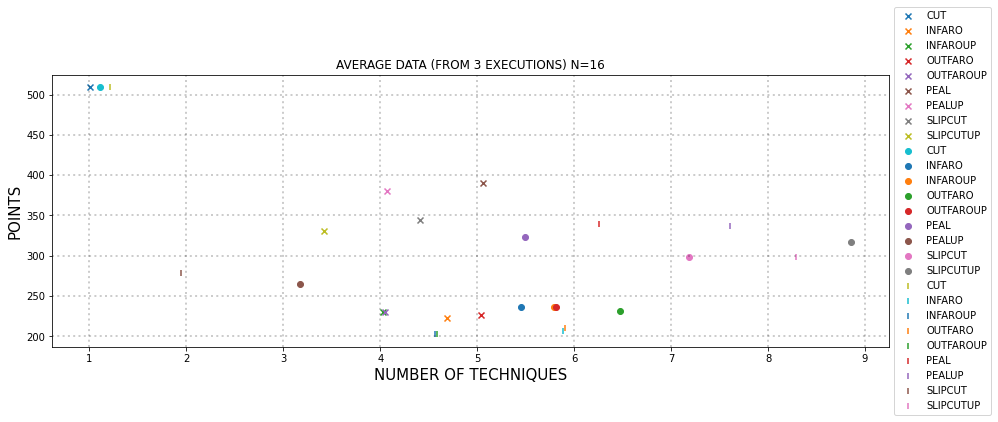 AVERAGE DATA (FROM 3 EXECUTIONS) N=16
POINTS
500
450
400
350
300
250
200
1 2 3 4 5 6 7 8 9
NUMBER OF TECHNIQUES
CUT
INFARO
INFAROUP
OUTFARO
OUTFAROUP
PEAL
PEALUP
SLIPCUT
SLIPCUTUP
CUT
INFARO
INFAROUP
OUTFARO
OUTFAROUP
PEAL
PEALUP
SLIPCUT
SLIPCUTUP
CUT
INFARO
INFAROUP
OUTFARO
OUTFAROUP
PEAL
PEALUP
SLIPCUT
SLIPCUTUP